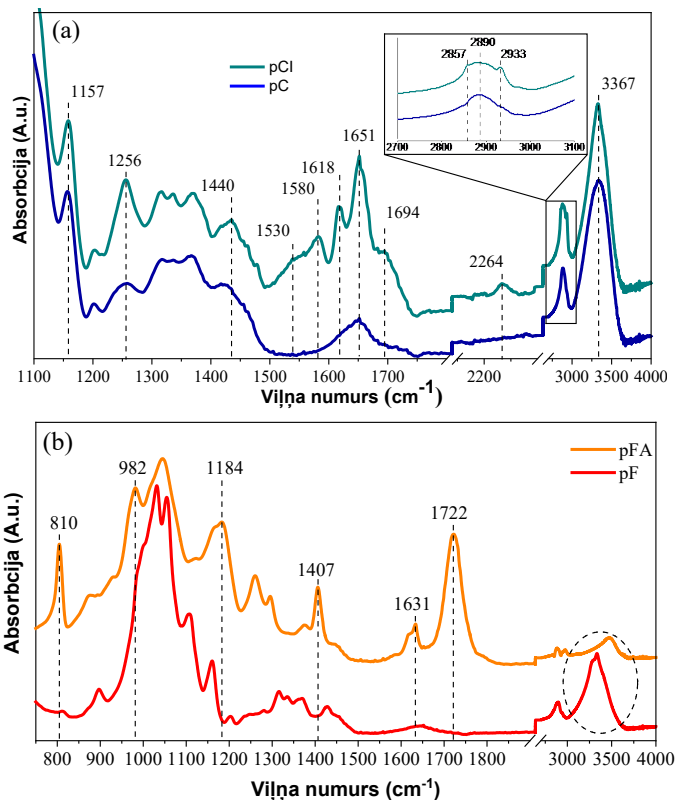 (a)
pCI
pC
Absorbcija (A.u.)
1157
1256
1440
1530
1580
1618
1651
1694
2264
3367
2857
2890
2933
2700 2800 2900 3000 3100
1100 1200 1300 1400 1500 1600 1700 2200 3000 3500 4000
Viļņa numurs (cm-1)
(b)
pFA
pF
Absorbcija (A.u.)
810
982
1184
1407
1631
1722
800 900 1000 1100 1200 1300 1400 1500 1600 1700 1800 3000 3500 4000
Viļņa numurs (cm-1)